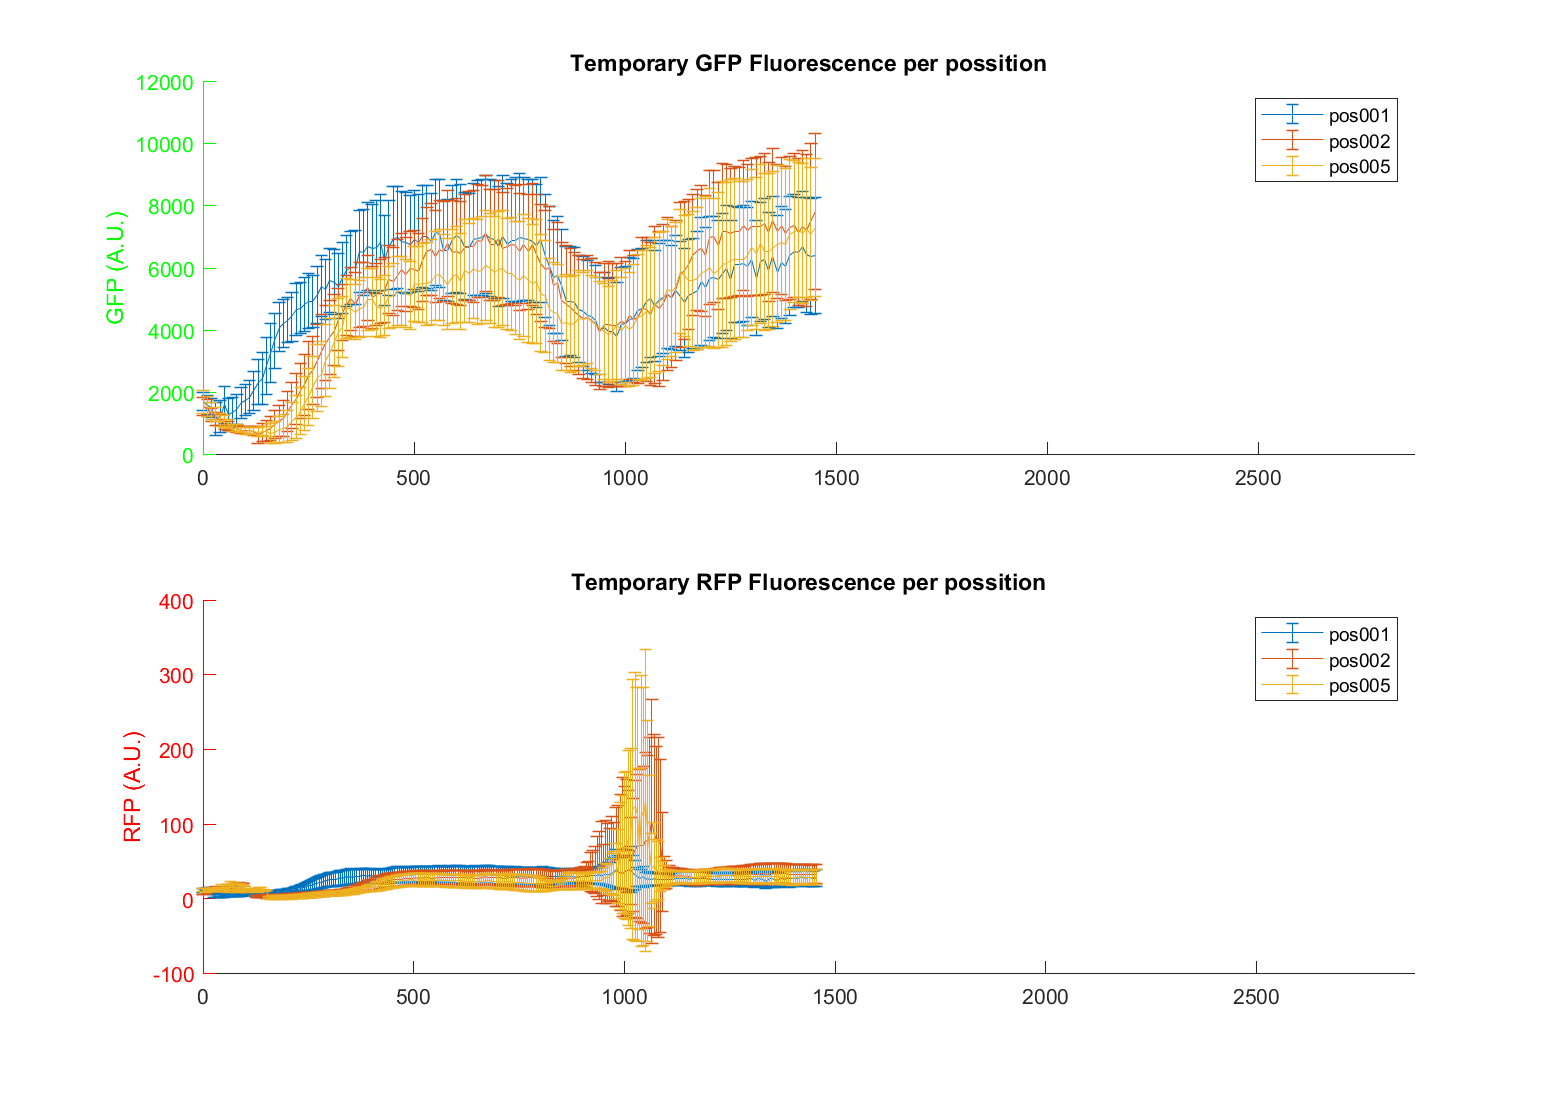 Temporary GFP Fluorescence per possition
GFP (A.U.)
12000
10000
8000
6000
4000
2000
0
0 500 1000 1500 2000 2500
pos001
pos002
pos005
Temporary RFP Fluorescence per possition
RFP (A.U.)
400
300
200
100
0
-100
0 500 1000 1500 2000 2500
pos001
pos002
pos005